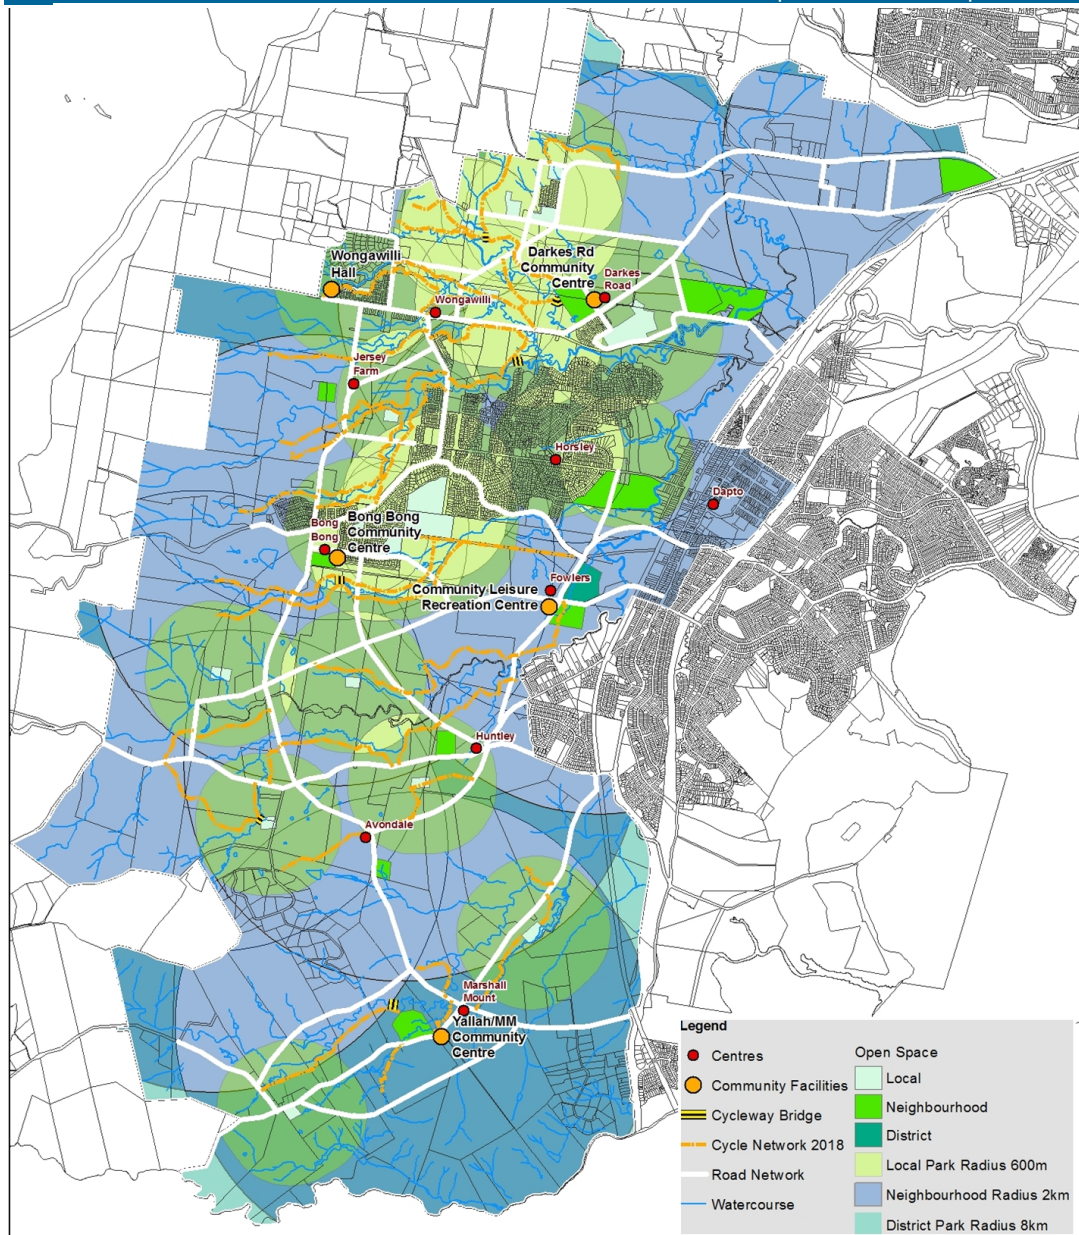 Wongawilli
Hall
Darkes Rd
Community
Centre
Darkes
Road
Wongawilli
Jersey
Farm
Horsley
Dapto
Bong
Bong
Bong Bong
Community
Centre
Fowlers
Community Leisure
Recreation Centre
Huntley
Avondale
Marshall
Mount
Yallah/MM
Community
Centre
Legend
Centres
Community Facilities
Cycleway Bridge
Cycle Network 2018
Road Network
Watercourse
Open Space
Local
Neighbourhood
District
Local Park Radius 600m
Neighbourhood Radius 2km
District Park Radius 8km